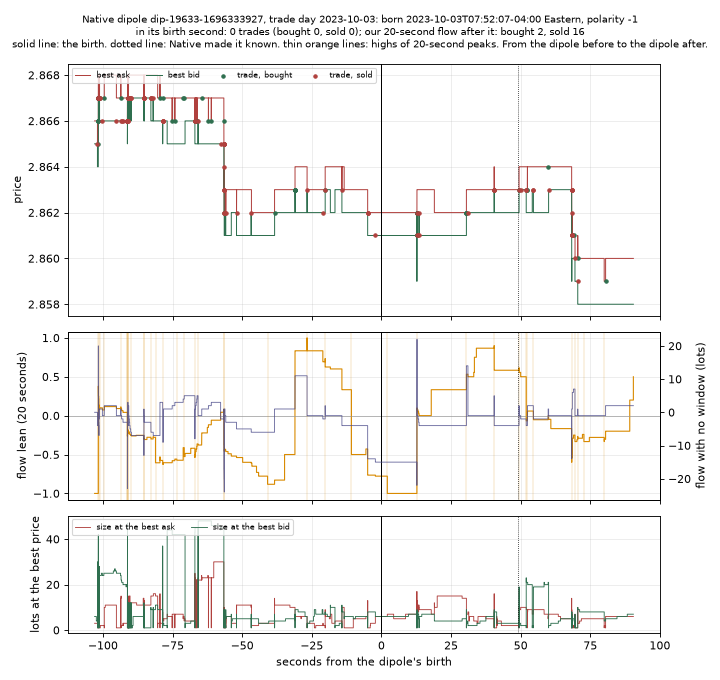 Native dipole dip-19633-1696333927, trade day 2023-10-03: born 2023-10-03T07:52:07-04:00 Eastern, polarity -1
in its birth second: 0 trades (bought 0, sold 0); our 20-second flow after it: bought 2, sold 16
solid line: the birth. dotted line: Native made it known. thin orange lines: highs of 20-second peaks. From the dipole before to the dipole after.
best ask best bid trade, bought trade, sold
2.868
2.866
2.864
2.862
2.860
2.858
price
1.0
0.5
0.0
−0.5
−1.0
flow lean (20 seconds)
20
10
0
−10
−20
flow with no window (lots)
size at the best ask size at the best bid
40
20
0
lots at the best price
−100 −75 −50 −25 0 25 50 75 100
seconds from the dipole's birth